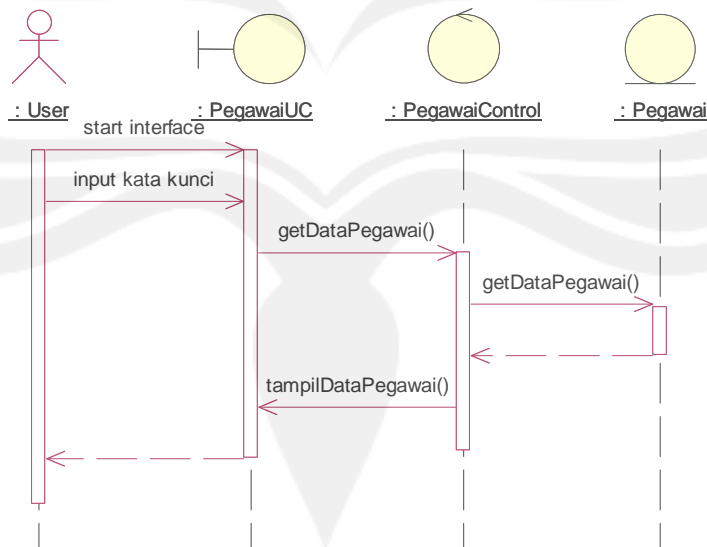 : User
: PegawaiUC
: PegawaiControl
: Pegawai
start interface
input kata kunci
getDataPegawai()
getDataPegawai()
tampilDataPegawai()